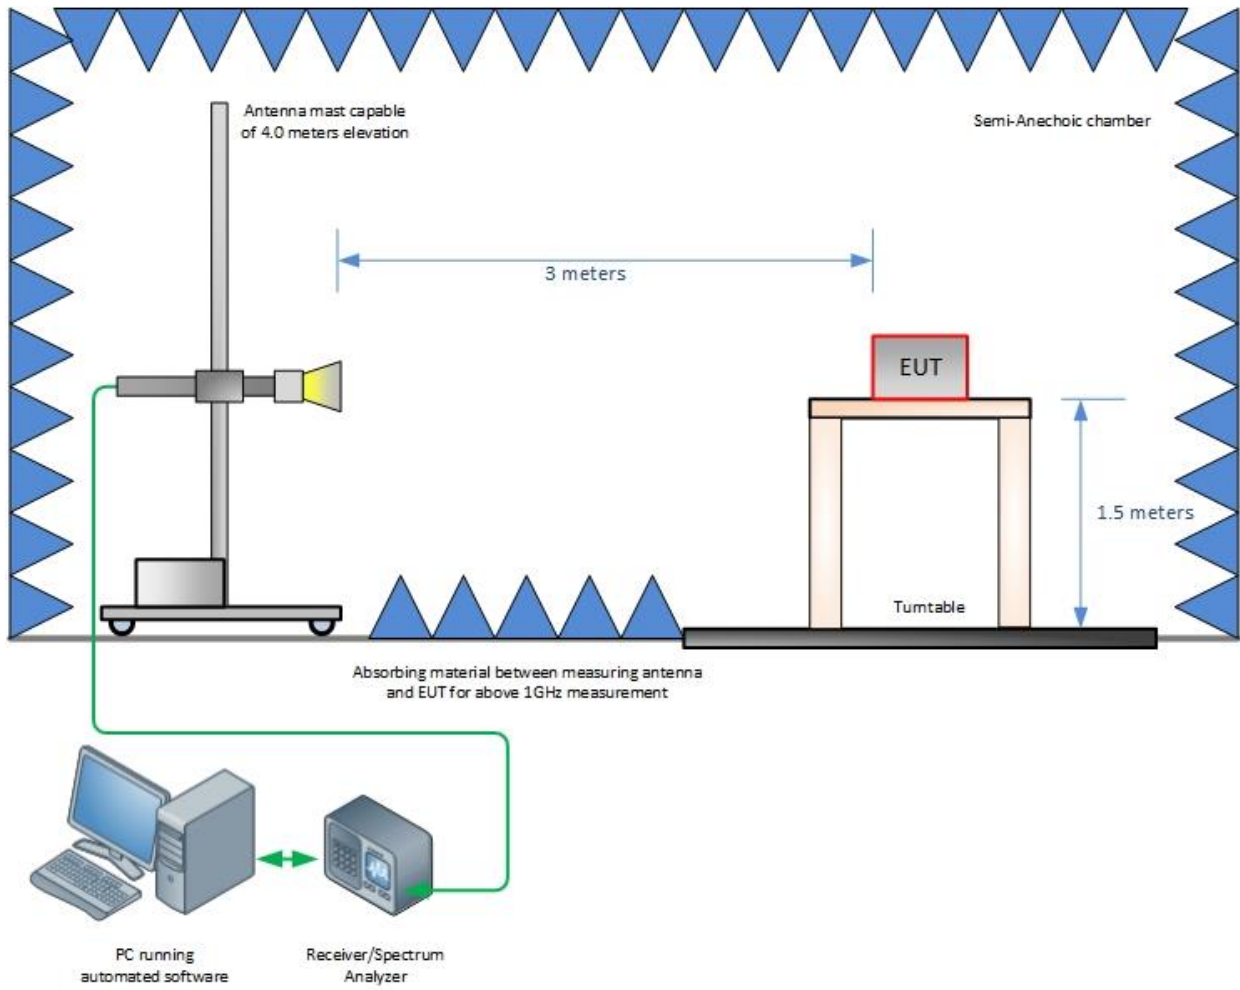 Antenna mast capable
of 4.0 meters elevation
Semi-Anechoic chamber
3 meters
EUT
1.5 meters
Turntable
Absorbing material between measuring antenna
and EUT for above 1GHz measurement
PC running
automated software
Receiver/Spectrum
Analyzer